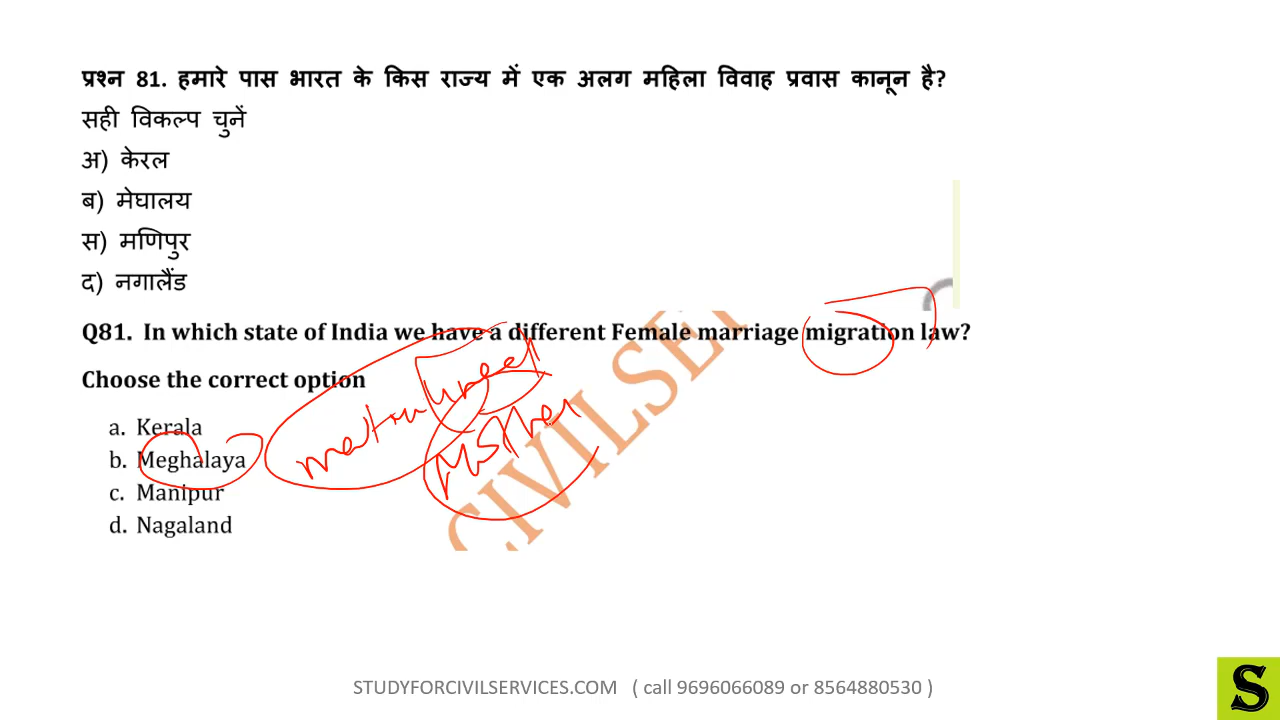 प्रश्न 81. हमारे पास भारत के किस राज्य में एक अलग महिला विवाह प्रवास कानून है?
सही विकल्प चुनें
अ) केरल
ब) मेघालय
स) मणिपुर
द) नगालैंड
Q81. In which state of India we have a different Female marriage migration law?
Choose the correct option
a. Kerala
b. Meghalaya
c. Manipur
d. Nagaland
Mother
CIVILSE
STUDYFORCIVILSERVICES.COM ( call 9696066089 or 8564880530 )
S